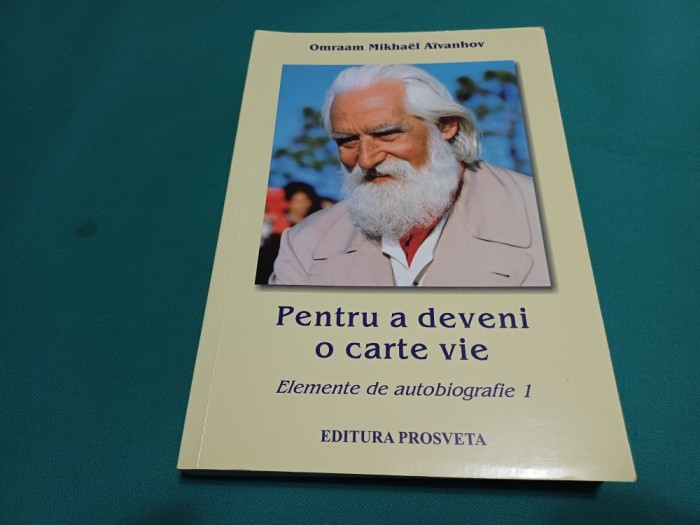 Omraam Mikhaël Aïvanhov
Pentru a deveni
o carte vie
Elemente de autobiografie 1
EDITURA PROSVETA